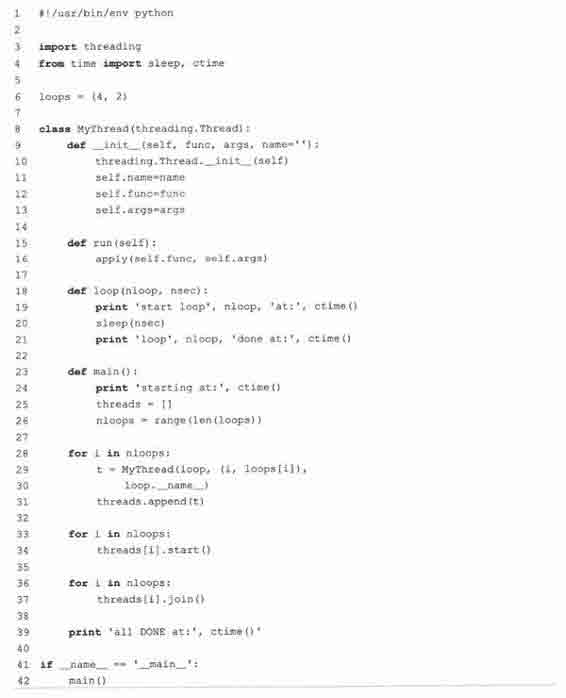 1 #!/usr/bin/env python
2
3 import threading
4 from time import sleep, ctime
5
6 loops = (4, 2)
7
8 class MyThread(threading.Thread):
9 def __init__(self, func, args, name=''):
10 threading.Thread.__init__(self)
11 self.name=name
12 self.func=func
13 self.args=args
14
15 def run(self):
16 apply(self.func, self.args)
17
18 def loop(nloop, nsec):
19 print 'start loop', nloop, 'at:', ctime()
20 sleep(nsec)
21 print 'loop', nloop, 'done at:', ctime()
22
23 def main():
24 print 'starting at:', ctime()
25 threads = []
26 nloops = range(len(loops))
27
28 for i in nloops:
29 t = MyThread(loop, (i, loops[i]),
30 loop.__name__)
31 threads.append(t)
32
33 for i in nloops:
34 threads[i].start()
35
36 for i in nloops:
37 threads[i].join()
38
39 print 'all DONE at:', ctime()'
40
41 if __name__ == '__main__':
42 main()